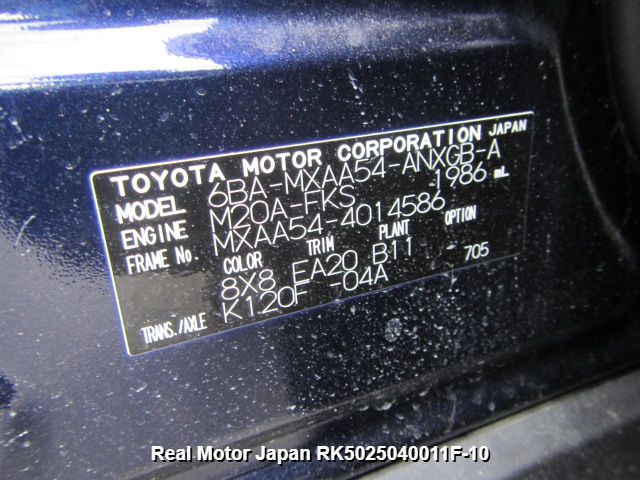 TOYOTA MOTOR CORPORATION JAPAN
MODEL 6BA-MXAA54-ANXGB-A
ENGINE M20A-FKS 1986 mL
FRAME No. MXAA54-4014586
COLOR TRIM PLANT OPTION
8X8 EA20 B11 705
TRANS./AXLE K120F -04A
Real Motor Japan RK5025040011F-10